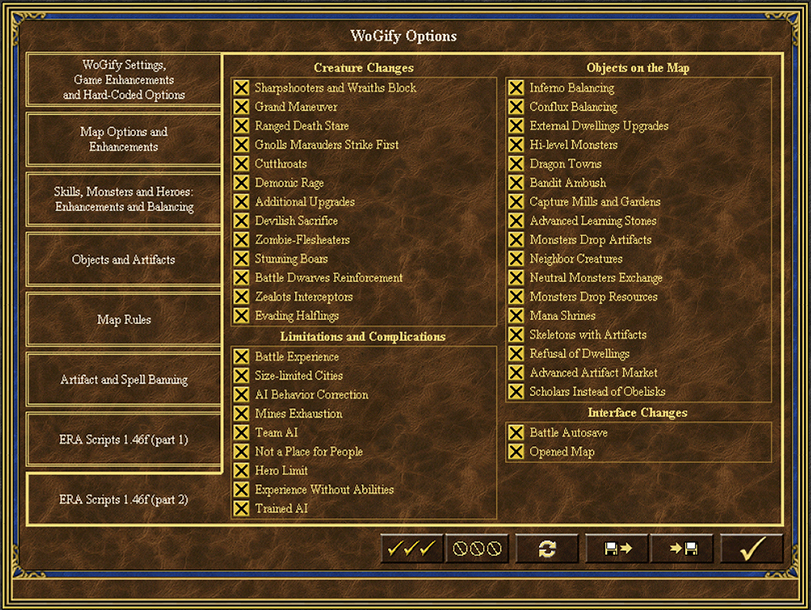 WoGify Options
WoGify Settings,
Game Enhancements
and Hard-Coded Options
Map Options and
Enhancements
Skills, Monsters and Heroes:
Enhancements and Balancing
Objects and Artifacts
Map Rules
Artifact and Spell Banning
ERA Scripts 1.46f (part 1)
ERA Scripts 1.46f (part 2)
Creature Changes
Sharpshooters and Wraiths Block
Grand Maneuver
Ranged Death Stare
Gnolls Marauders Strike First
Cutthroats
Demonic Rage
Additional Upgrades
Devilish Sacrifice
Zombie-Flesheaters
Stunning Boars
Battle Dwarves Reinforcement
Zealots Interceptors
Evading Halflings
Limitations and Complications
Battle Experience
Size-limited Cities
AI Behavior Correction
Mines Exhaustion
Team AI
Not a Place for People
Hero Limit
Experience Without Abilities
Trained AI
Objects on the Map
Inferno Balancing
Conflux Balancing
External Dwellings Upgrades
Hi-level Monsters
Dragon Towns
Bandit Ambush
Capture Mills and Gardens
Advanced Learning Stones
Monsters Drop Artifacts
Neighbor Creatures
Neutral Monsters Exchange
Monsters Drop Resources
Mana Shrines
Skeletons with Artifacts
Refusal of Dwellings
Advanced Artifact Market
Scholars Instead of Obelisks
Interface Changes
Battle Autosave
Opened Map